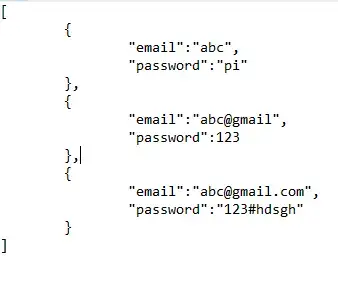 [
{
"email":"abc",
"password":"pi"
},
{
"email":"abc@gmail",
"password":123
},
{
"email":"abc@gmail.com",
"password":"123#hdsgh"
}
]